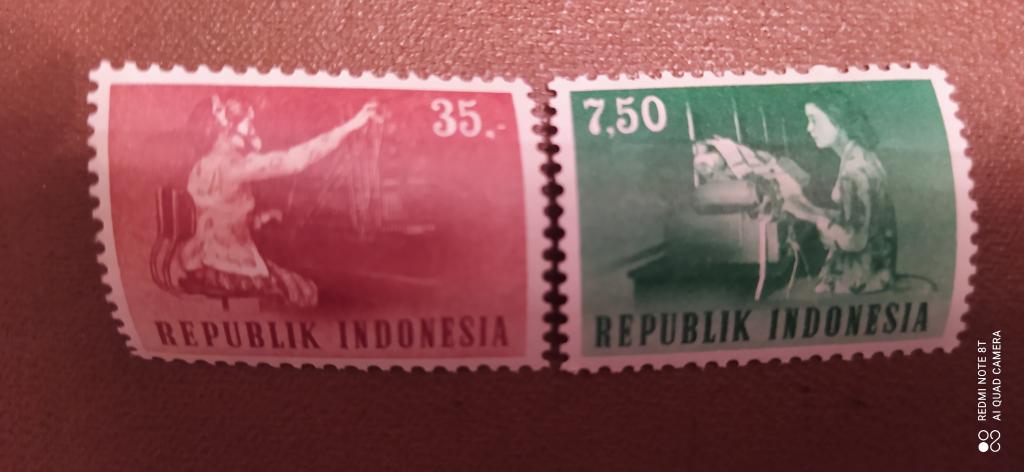 35.-
REPUBLIK INDONESIA
7,50
REPUBLIK INDONESIA
REDMI NOTE 8T
AI QUAD CAMERA